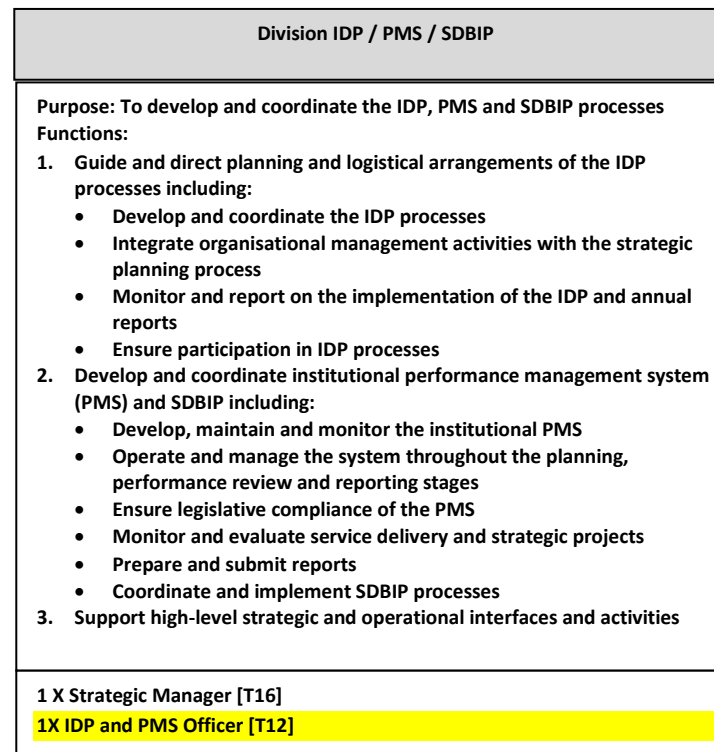 Division IDP / PMS / SDBIP
Purpose: To develop and coordinate the IDP, PMS and SDBIP processes
Functions:
1. Guide and direct planning and logistical arrangements of the IDP
processes including:
• Develop and coordinate the IDP processes
• Integrate organisational management activities with the strategic
planning process
• Monitor and report on the implementation of the IDP and annual
reports
• Ensure participation in IDP processes
2. Develop and coordinate institutional performance management system
(PMS) and SDBIP including:
• Develop, maintain and monitor the institutional PMS
• Operate and manage the system throughout the planning,
performance review and reporting stages
• Ensure legislative compliance of the PMS
• Monitor and evaluate service delivery and strategic projects
• Prepare and submit reports
• Coordinate and implement SDBIP processes
3. Support high-level strategic and operational interfaces and activities
1 X Strategic Manager [T16]
1X IDP and PMS Officer [T12]